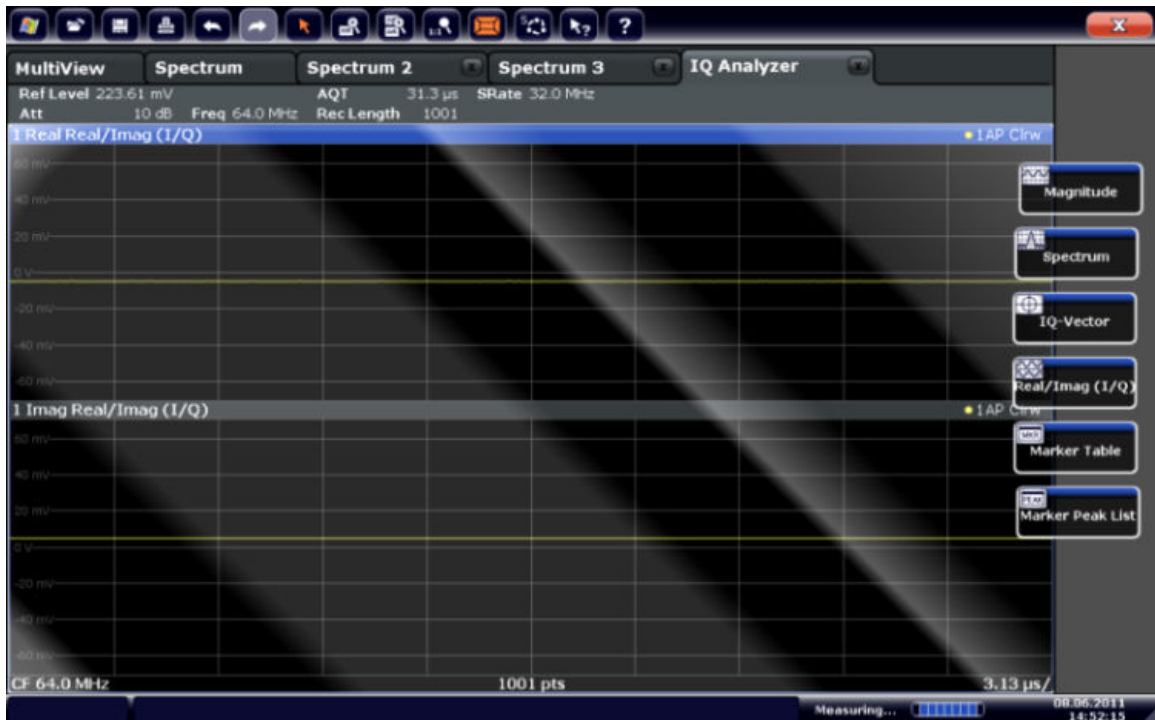 MultiView Spectrum Spectrum 2 Spectrum 3 IQ Analyzer
Ref Level 223.61 mV AQT 31.3 µs SRate 32.0 MHz
Att 10 dB Freq 64.0 MHz Rec Length 1001
1 Real Real/Imag (I/Q) 1AP Clrw
60 mV
40 mV
20 mV
0 V
-20 mV
-40 mV
-60 mV
1 Imag Real/Imag (I/Q) 1AP Clrw
60 mV
40 mV
20 mV
0 V
-20 mV
-40 mV
-60 mV
CF 64.0 MHz 1001 pts 3.13 µs/
Magnitude
Spectrum
IQ-Vector
Real/Imag (I/Q)
Marker Table
Marker Peak List
Measuring... 08.06.2011
14:52:15